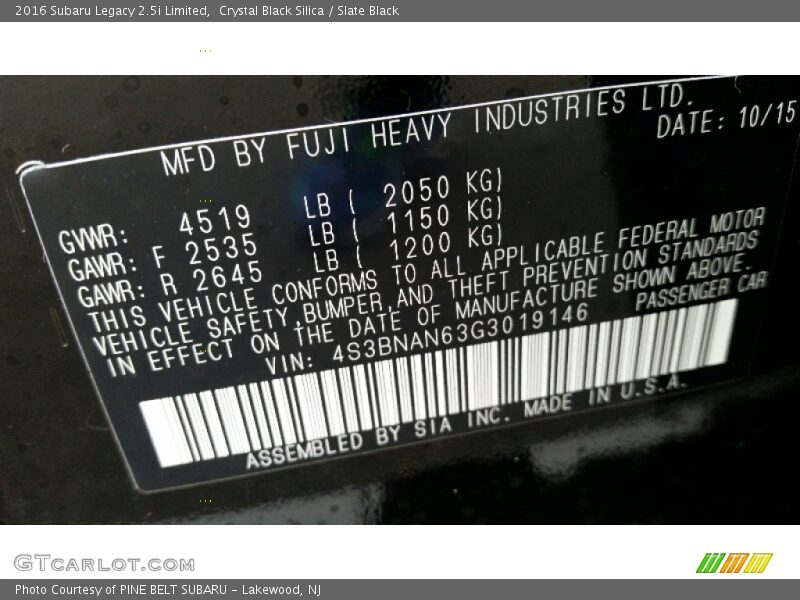 2016 Subaru Legacy 2.5i Limited,  Crystal Black Silica / Slate Black
MFD BY FUJI HEAVY INDUSTRIES LTD.
DATE: 10/15
GVWR: 4519 LB ( 2050 KG)
GAWR: F 2535 LB ( 1150 KG)
GAWR: R 2645 LB ( 1200 KG)
THIS VEHICLE CONFORMS TO ALL APPLICABLE FEDERAL MOTOR
VEHICLE SAFETY BUMPER,AND THEFT PREVENTION STANDARDS
IN EFFECT ON THE DATE OF MANUFACTURE SHOWN ABOVE.
VIN: 4S3BNAN63G3019146 PASSENGER CAR
ASSEMBLED BY SIA INC. MADE IN U.S.A.
GTcarlot.com
Photo Courtesy of PINE BELT SUBARU - Lakewood, NJ